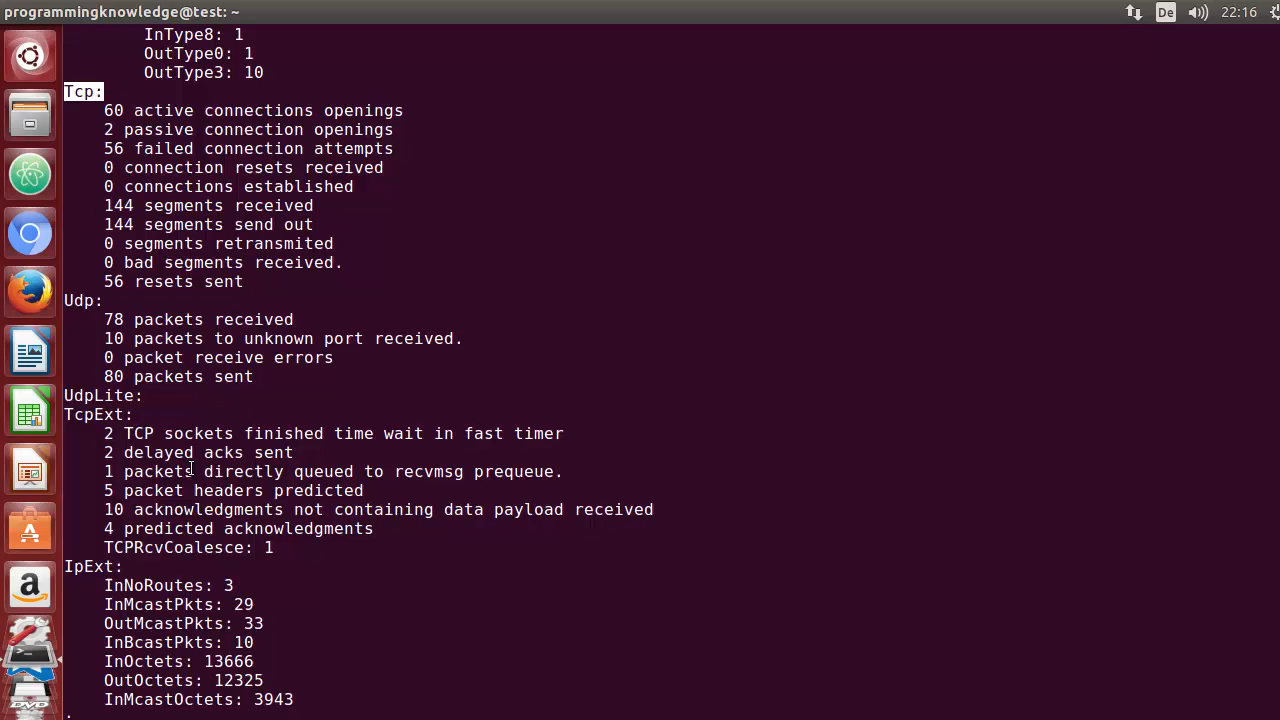 programmingknowledge@test: ~
De
22:16
InType8: 1
OutType0: 1
OutType3: 10
Tcp:
60 active connections openings
2 passive connection openings
56 failed connection attempts
0 connection resets received
0 connections established
144 segments received
144 segments send out
0 segments retransmited
0 bad segments received.
56 resets sent
Udp:
78 packets received
10 packets to unknown port received.
0 packet receive errors
80 packets sent
UdpLite:
TcpExt:
2 TCP sockets finished time wait in fast timer
2 delayed acks sent
1 packets directly queued to recvmsg prequeue.
5 packet headers predicted
10 acknowledgments not containing data payload received
4 predicted acknowledgments
TCPRcvCoalesce: 1
IpExt:
InNoRoutes: 3
InMcastPkts: 29
OutMcastPkts: 33
InBcastPkts: 10
InOctets: 13666
OutOctets: 12325
InMcastOctets: 3943